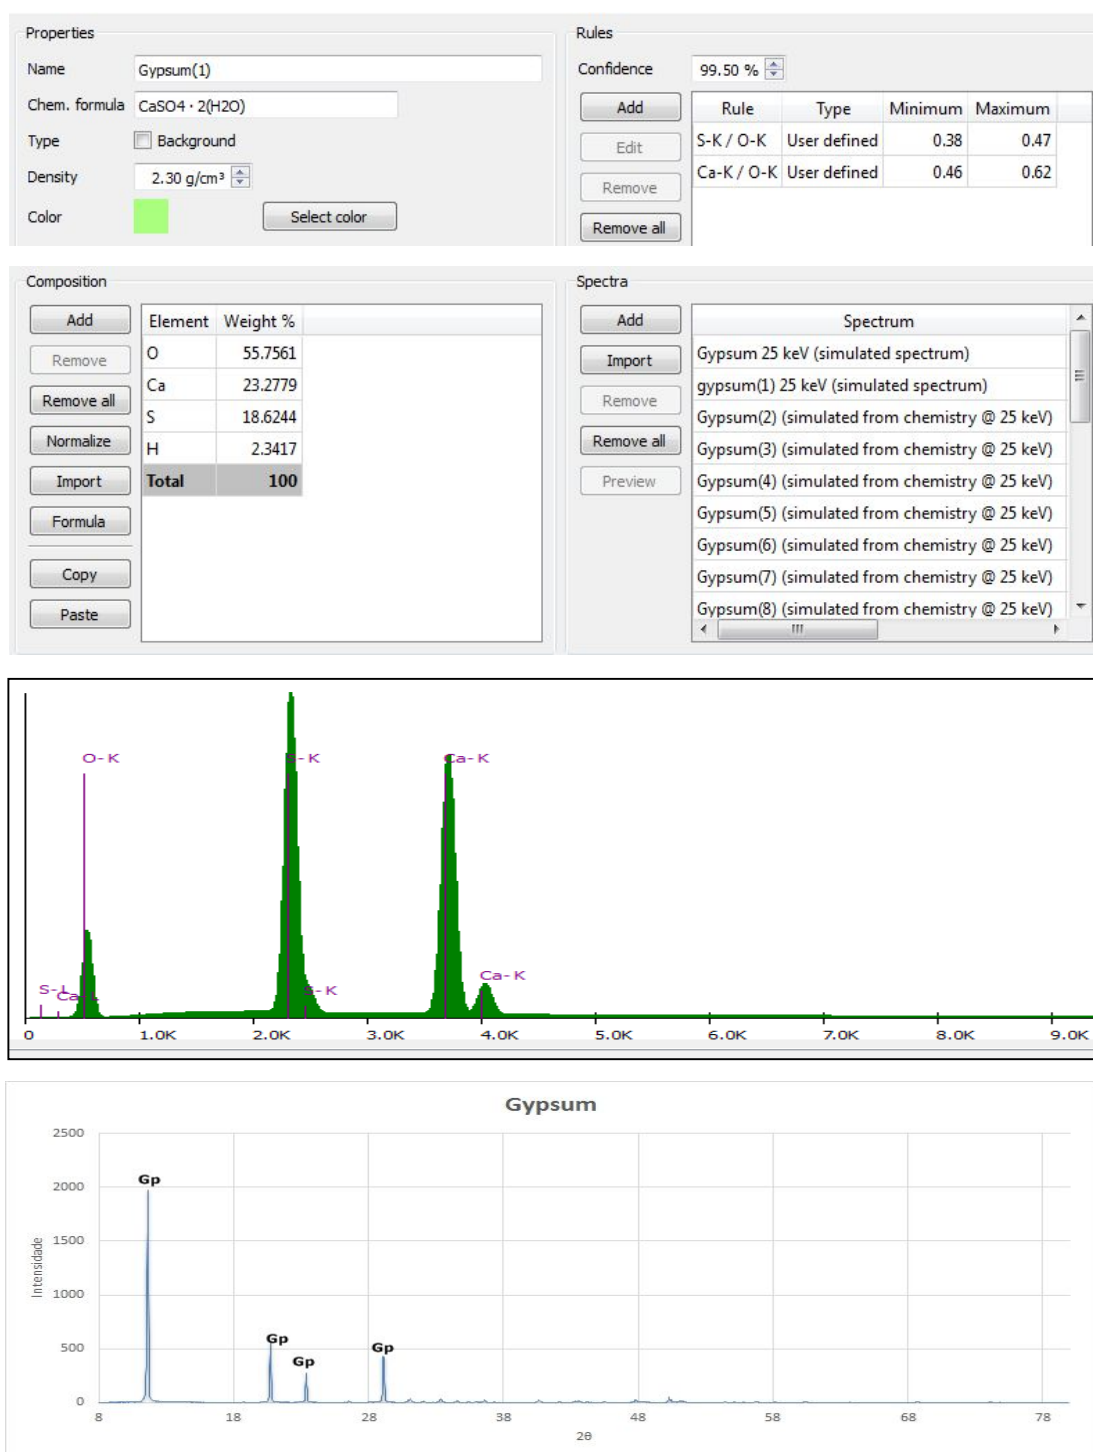 Properties
Name Gypsum(1)
Chem. formula CaSO4 · 2(H2O)
Type Background
Density 2.30 g/cm³
Color Select color
Rules
Confidence 99.50 %
Add
Edit
Remove
Remove all
Rule Type Minimum Maximum
S-K / O-K User defined 0.38 0.47
Ca-K / O-K User defined 0.46 0.62
Composition
Add
Remove
Remove all
Normalize
Import
Formula
Copy
Paste
Element Weight %
O 55.7561
Ca 23.2779
S 18.6244
H 2.3417
Total 100
Spectra
Add
Import
Remove
Remove all
Preview
Spectrum
Gypsum 25 keV (simulated spectrum)
gypsum(1) 25 keV (simulated spectrum)
Gypsum(2) (simulated from chemistry @ 25 keV)
Gypsum(3) (simulated from chemistry @ 25 keV)
Gypsum(4) (simulated from chemistry @ 25 keV)
Gypsum(5) (simulated from chemistry @ 25 keV)
Gypsum(6) (simulated from chemistry @ 25 keV)
Gypsum(7) (simulated from chemistry @ 25 keV)
Gypsum(8) (simulated from chemistry @ 25 keV)
O-K S-K Ca-K
Ca-K
S-L Ca-L S-K
0 1.0K 2.0K 3.0K 4.0K 5.0K 6.0K 7.0K 8.0K 9.0K
Gypsum
2500
2000
1500
1000
500
0
Intensidade
Gp
Gp
Gp
Gp
8 18 28 38 48 58 68 78
2θ